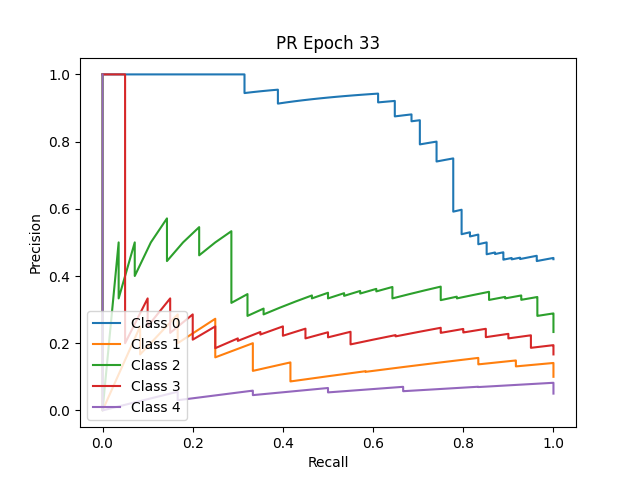 PR Epoch 33
1.0
0.8
0.6
0.4
0.2
0.0
Precision
Class 0
Class 1
Class 2
Class 3
Class 4
0.0 0.2 0.4 0.6 0.8 1.0
Recall